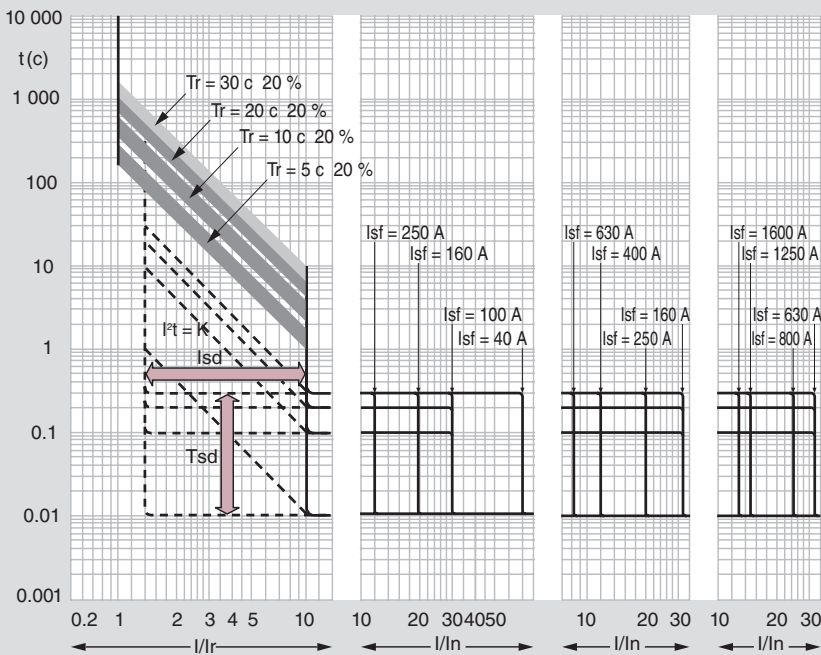 10 000
t (c)
1 000
100
10
1
0.1
0.01
0.001
Tr = 30 c 20 %
Tr = 20 c 20 %
Tr = 10 c 20 %
Tr = 5 c 20 %
I²t = K
Isd
Tsd
0.2 1 2 3 4 5 10
I/Ir
Isf = 250 A
Isf = 160 A
Isf = 100 A
Isf = 40 A
10 20 30 40 50
I/In
Isf = 630 A
Isf = 400 A
Isf = 160 A
Isf = 250 A
10 20 30
I/In
Isf = 1600 A
Isf = 1250 A
Isf = 630 A
Isf = 800 A
10 20 30
I/In